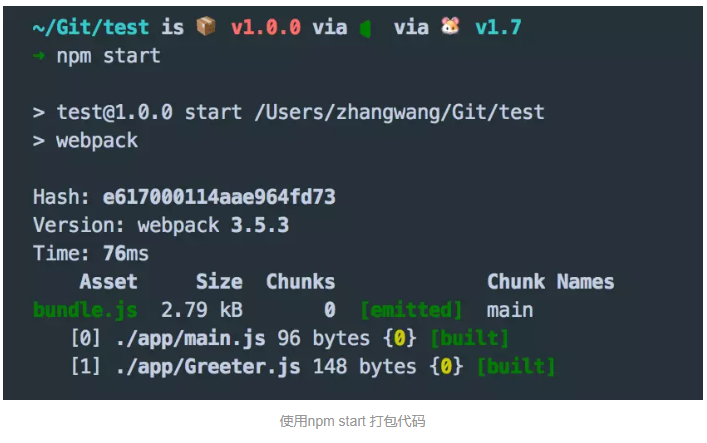 ~/Git/test is 📦 v1.0.0 via ⬢ via 🐹 v1.7
→ npm start
> test@1.0.0 start /Users/zhangwang/Git/test
> webpack
Hash: e617000114aae964fd73
Version: webpack 3.5.3
Time: 76ms
Asset Size Chunks Chunk Names
bundle.js 2.79 kB 0 [emitted] main
[0] ./app/main.js 96 bytes {0} [built]
[1] ./app/Greeter.js 148 bytes {0} [built]
使用npm start 打包代码